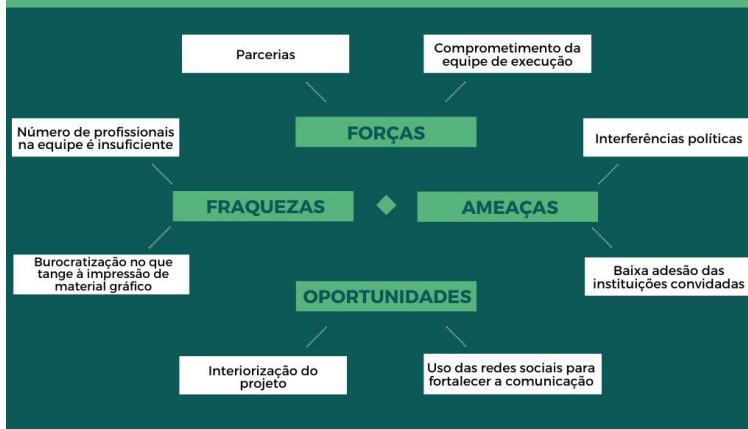 Parcerias
Comprometimento da
equipe de execução
FORÇAS
Número de profissionais
na equipe é insuficiente
Interferências políticas
FRAQUEZAS
AMEAÇAS
Burocratização no que
tange à impressão de
material gráfico
Baixa adesão das
instituições convidadas
OPORTUNIDADES
Interiorização do
projeto
Uso das redes sociais para
fortalecer a comunicação